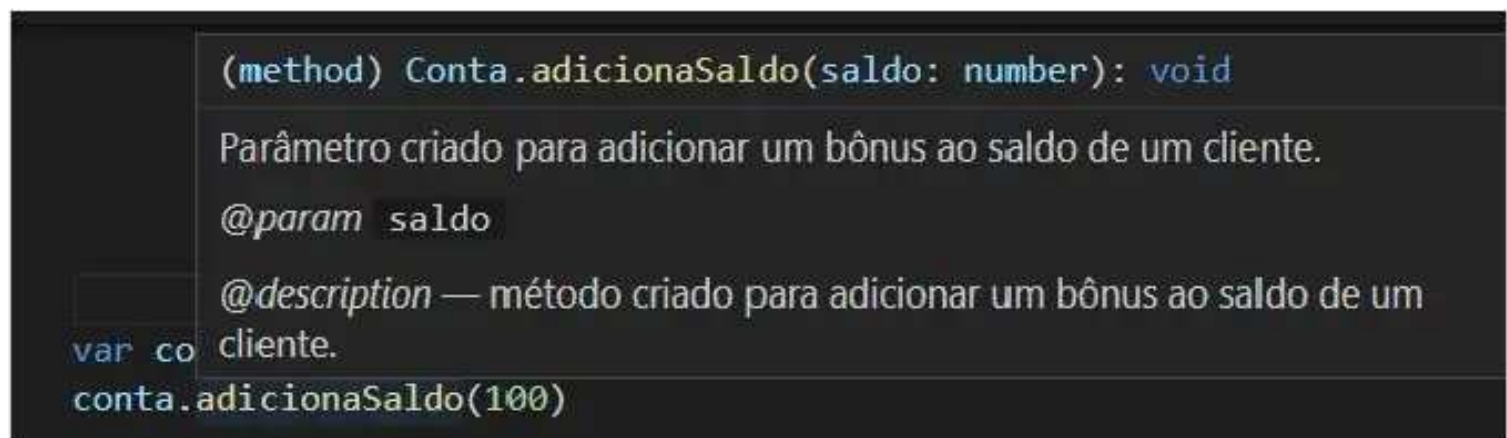 (method) Conta.adicionaSaldo(saldo: number): void
Parâmetro criado para adicionar um bônus ao saldo de um cliente.
@param saldo
@description — método criado para adicionar um bônus ao saldo de um
cliente.
var co
conta.adicionaSaldo(100)